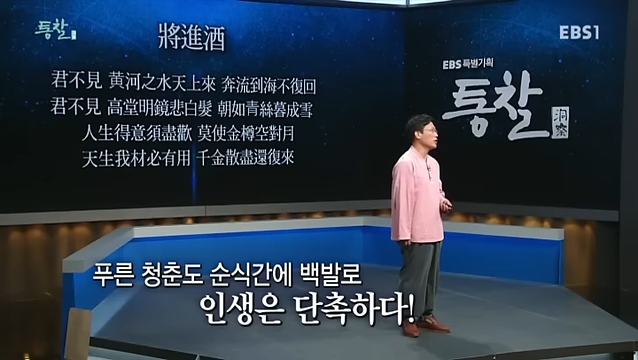 통찰
EBS1
將進酒
君不見 黄河之水天上來 奔流到海不復回
君不見 高堂明鏡悲白髮 朝如青絲暮成雪
人生得意須盡歡 莫使金樽空對月
天生我材必有用 千金散盡還復來
EBS 특별기획
통찰
洞察
푸른 청춘도 순식간에 백발로
인생은 단촉하다!